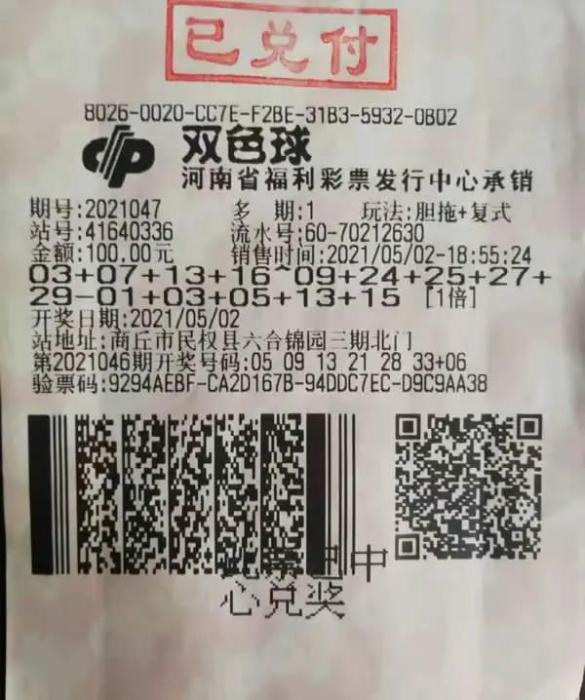 已兑付
8026-0020-CC7E-F2BE-31B3-5932-0B02
双色球
河南省福利彩票发行中心承销
期号:2021047 多 期:1 玩法:胆拖+复式
站号:41640336 流水号:60-70212630
金额:100.00元 销售时间:2021/05/02-18:55:24
03+07+13+16^09+24+25+27+
29-01+03+05+13+15 [1倍]
开奖日期:2021/05/02
站地址:商丘市民权县六合锦园三期北门
第2021046期开奖号码:05 09 13 21 28 33+06
验票码:9294AEBF-CA2D167B-94DDC7EC-D9C9AA38
中
心兑奖